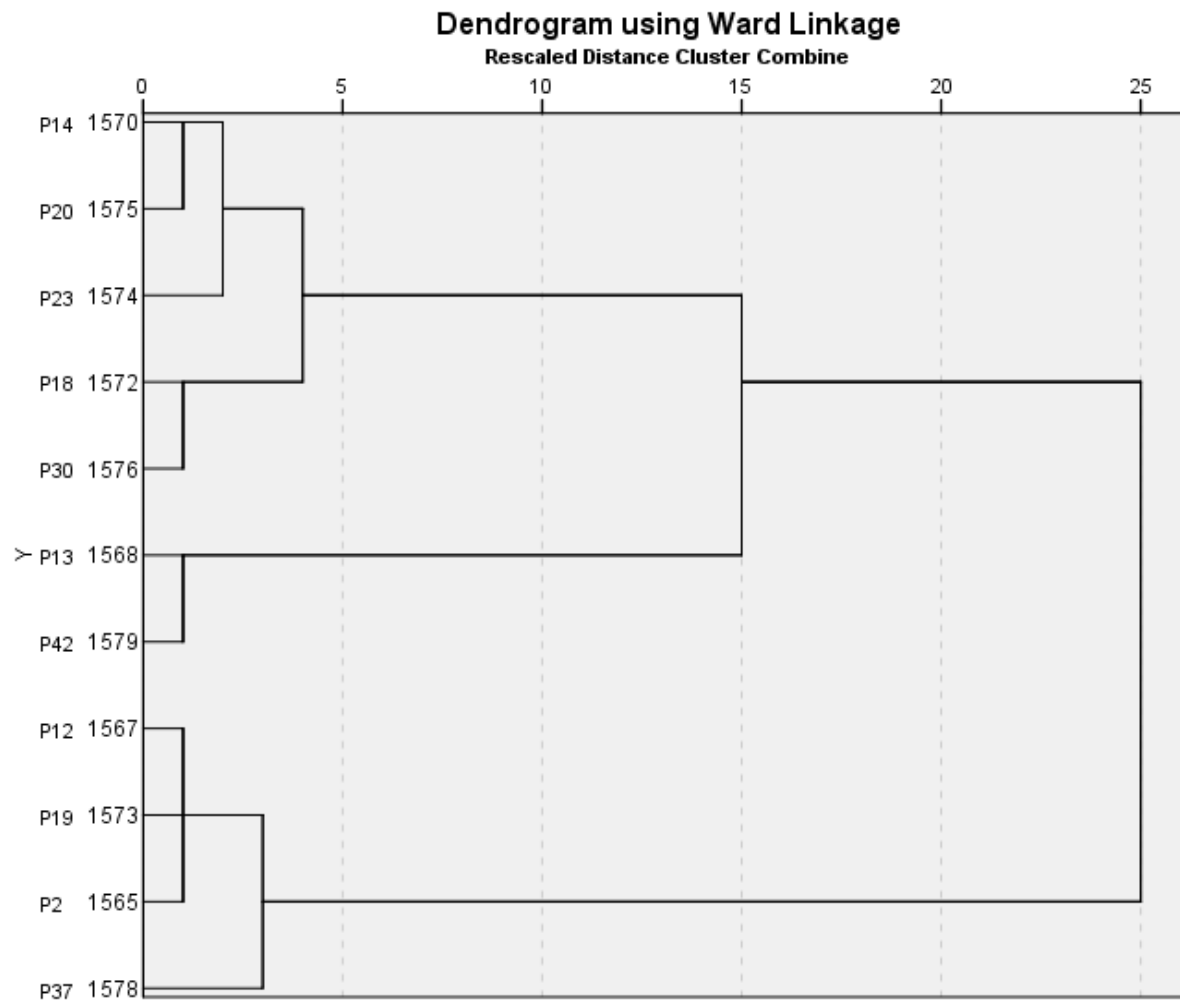 Dendrogram using Ward Linkage
Rescaled Distance Cluster Combine
0 5 10 15 20 25
P14 1570
P20 1575
P23 1574
P18 1572
P30 1576
Y
P13 1568
P42 1579
P12 1567
P19 1573
P2 1565
P37 1578